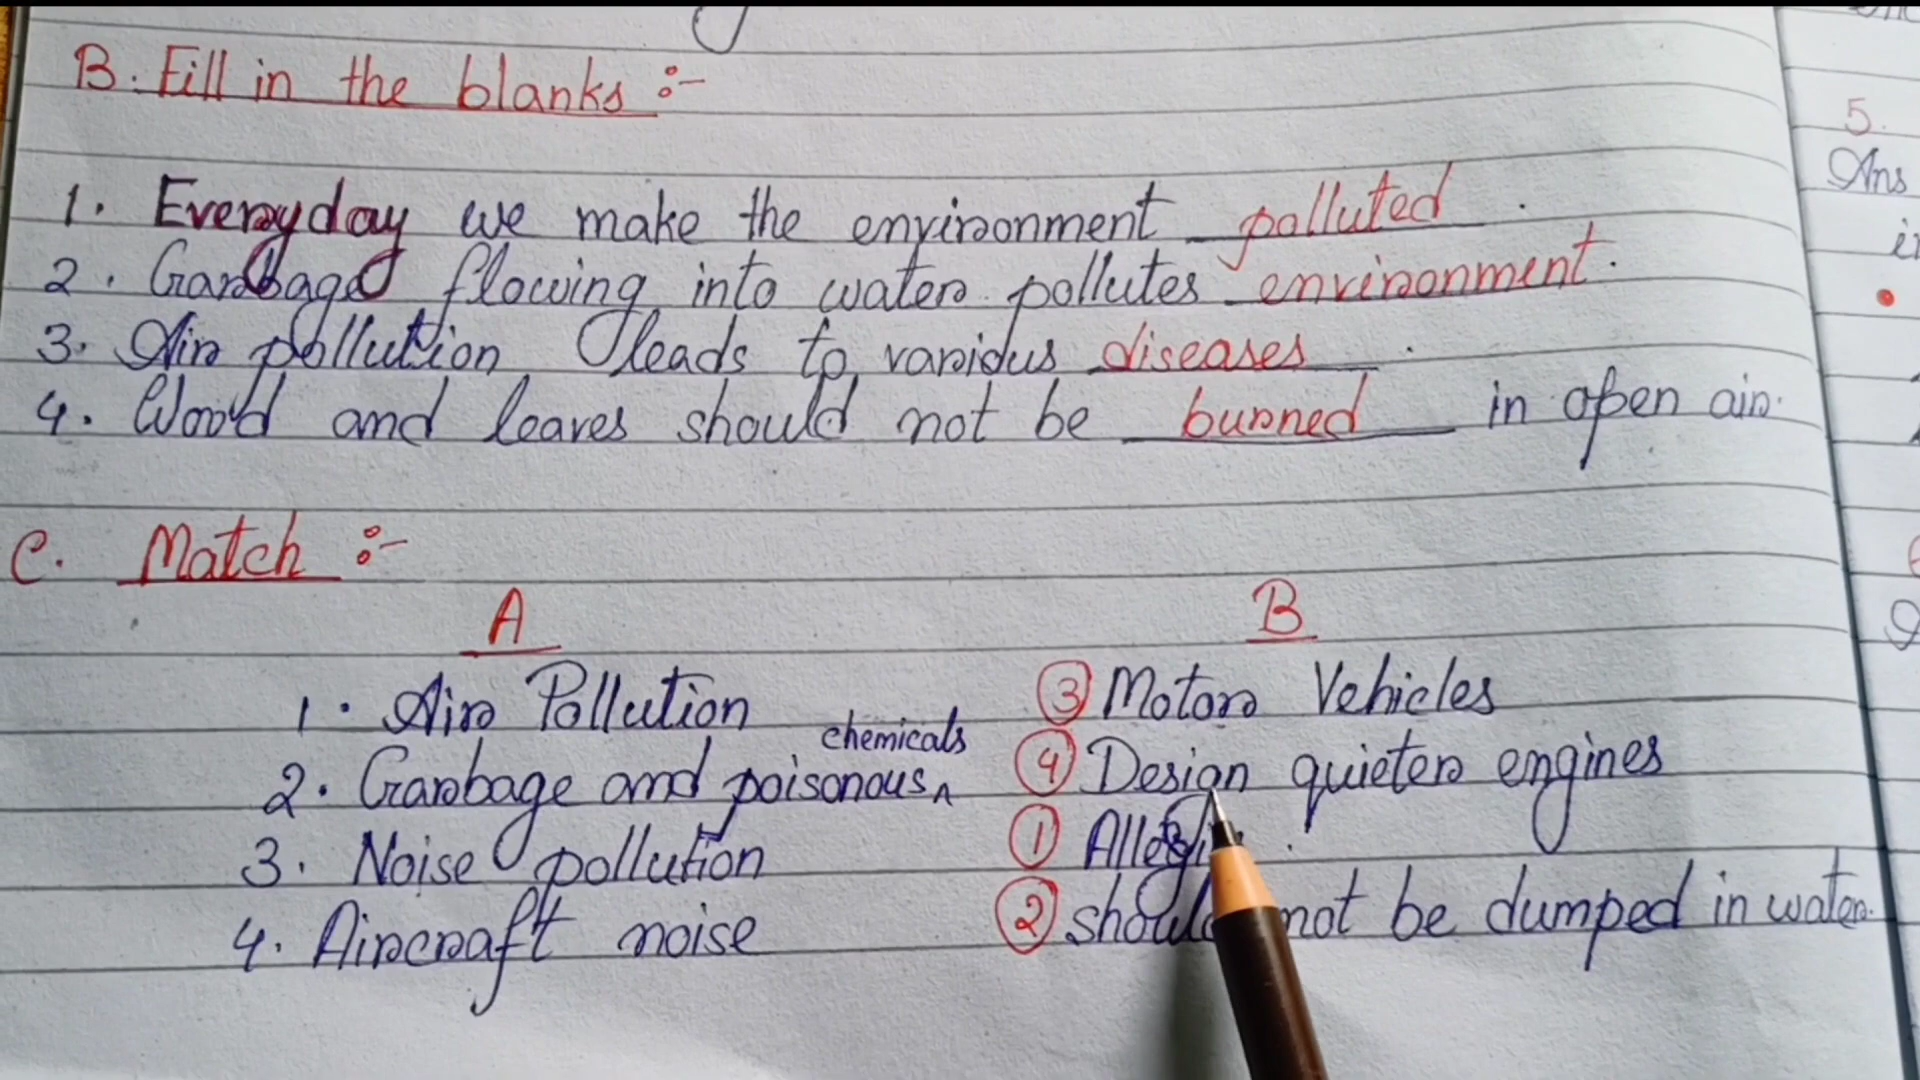 B. Fill in the blanks :-
1. Everyday we make the environment polluted.
2. Garbage flowing into water pollutes environment.
3. Air pollution leads to various diseases.
4. Woold and leaves should not be burned in open air.
C. Match :-
A B
1. Air Pollution ③ Motor Vehicles
2. Garbage and poisonous ^ chemicals ④ Design quieter engines
3. Noise pollution ①
4. Aircraft noise ② should not be dumped in water.
5.
Ans